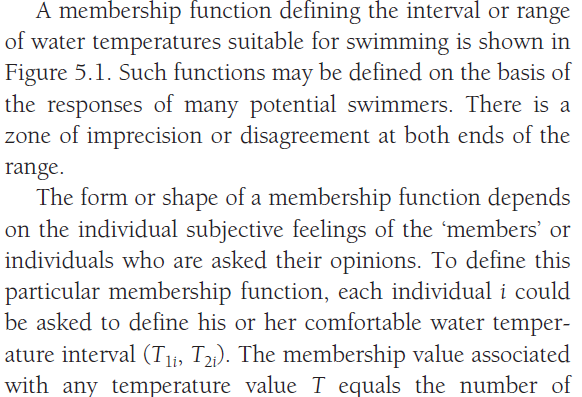 A membership function defining the interval or range
of water temperatures suitable for swimming is shown in
Figure 5.1. Such functions may be defined on the basis of
the responses of many potential swimmers. There is a
zone of imprecision or disagreement at both ends of the
range.
The form or shape of a membership function depends
on the individual subjective feelings of the ‘members’ or
individuals who are asked their opinions. To define this
particular membership function, each individual i could
be asked to define his or her comfortable water temper-
ature interval (T1i, T2i). The membership value associated
with any temperature value T equals the number of